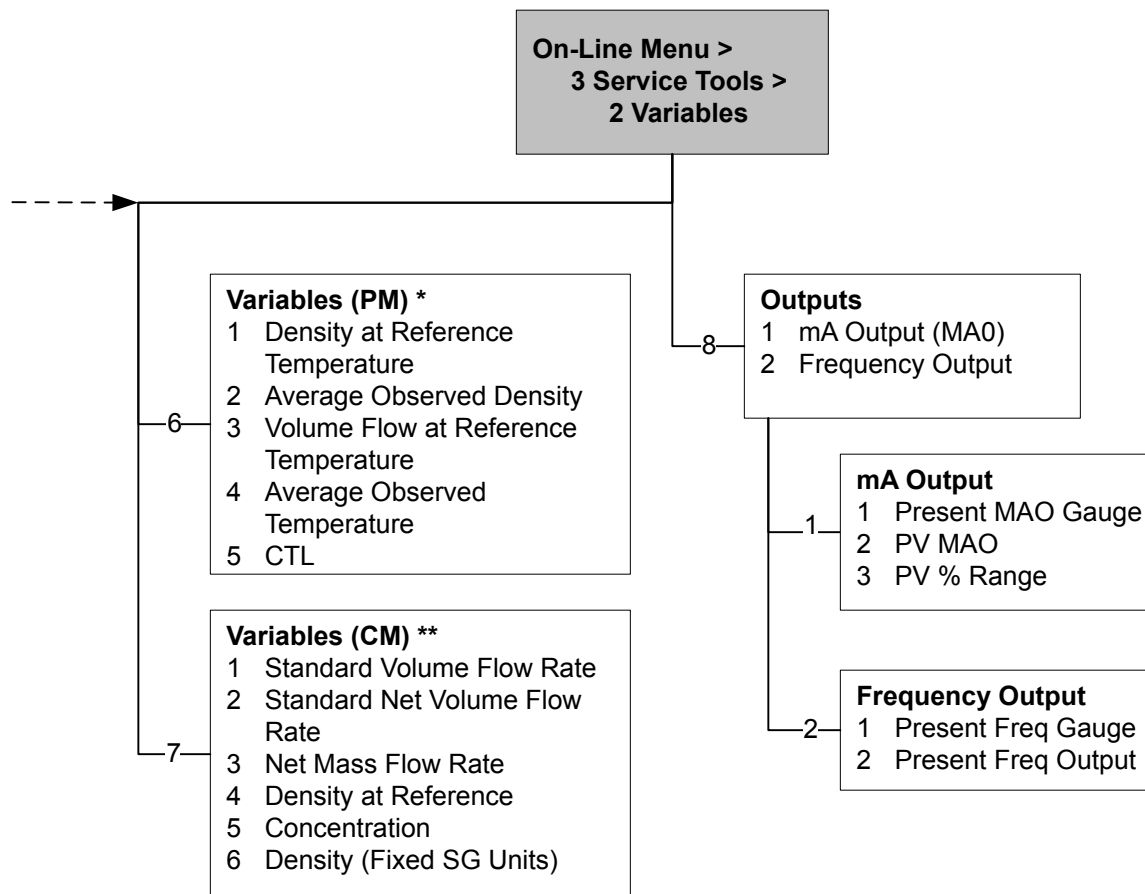 On-Line Menu >
3 Service Tools >
2 Variables
Variables (PM) *
1 Density at Reference
Temperature
2 Average Observed Density
3 Volume Flow at Reference
Temperature
4 Average Observed
Temperature
5 CTL
6
Variables (CM) **
1 Standard Volume Flow Rate
2 Standard Net Volume Flow
Rate
3 Net Mass Flow Rate
4 Density at Reference
5 Concentration
6 Density (Fixed SG Units)
7
Outputs
1 mA Output (MA0)
2 Frequency Output
8
mA Output
1 Present MAO Gauge
2 PV MAO
3 PV % Range
1
Frequency Output
1 Present Freq Gauge
2 Present Freq Output
2